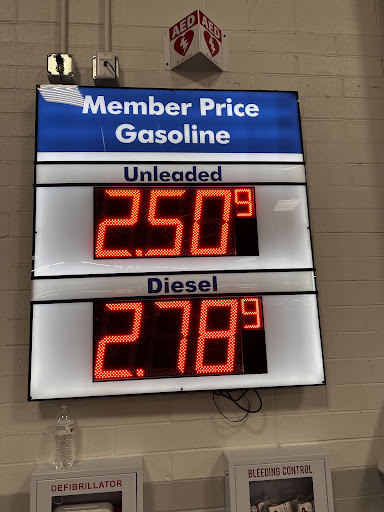 AED AED
Member Price
Gasoline
Unleaded
2.50 9
Diesel
2.78 9
DEFIBRILLATOR
BLEEDING CONTROL